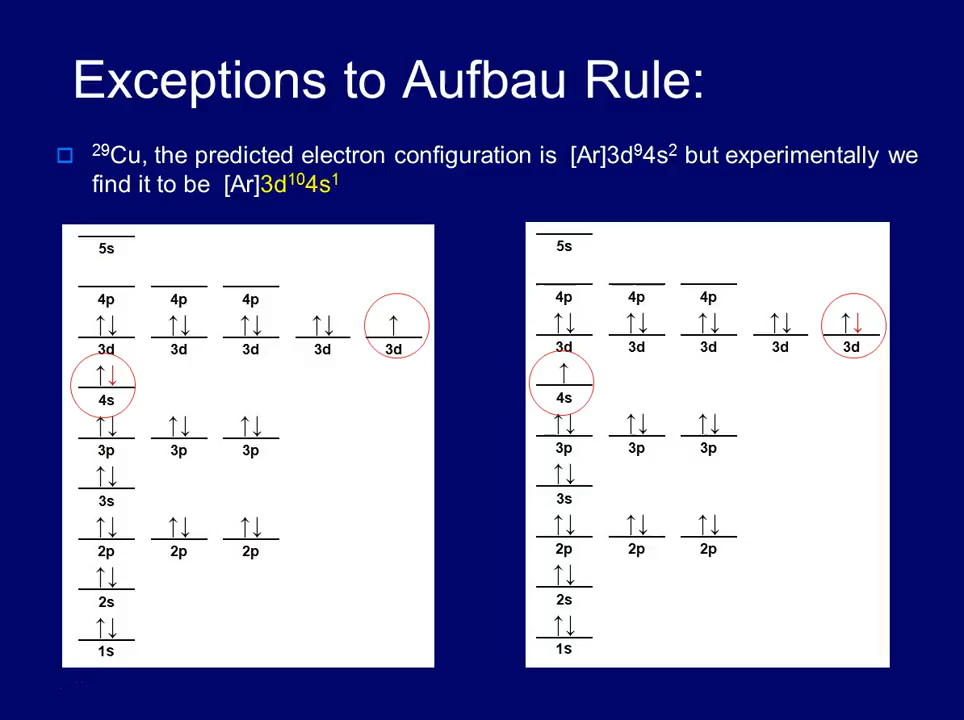 Exceptions to Aufbau Rule:
²⁹Cu, the predicted electron configuration is [Ar]3d⁹4s² but experimentally we
find it to be [Ar]3d¹⁰4s¹
5s
4p 4p 4p
↑↓ ↑↓ ↑↓ ↑↓ ↑
3d 3d 3d 3d 3d
↑↓
4s
↑↓ ↑↓ ↑↓
3p 3p 3p
↑↓
3s
↑↓ ↑↓ ↑↓
2p 2p 2p
↑↓
2s
↑↓
1s
5s
4p 4p 4p
↑↓ ↑↓ ↑↓ ↑↓ ↑↓
3d 3d 3d 3d 3d
↑
4s
↑↓ ↑↓ ↑↓
3p 3p 3p
↑↓
3s
↑↓ ↑↓ ↑↓
2p 2p 2p
↑↓
2s
↑↓
1s